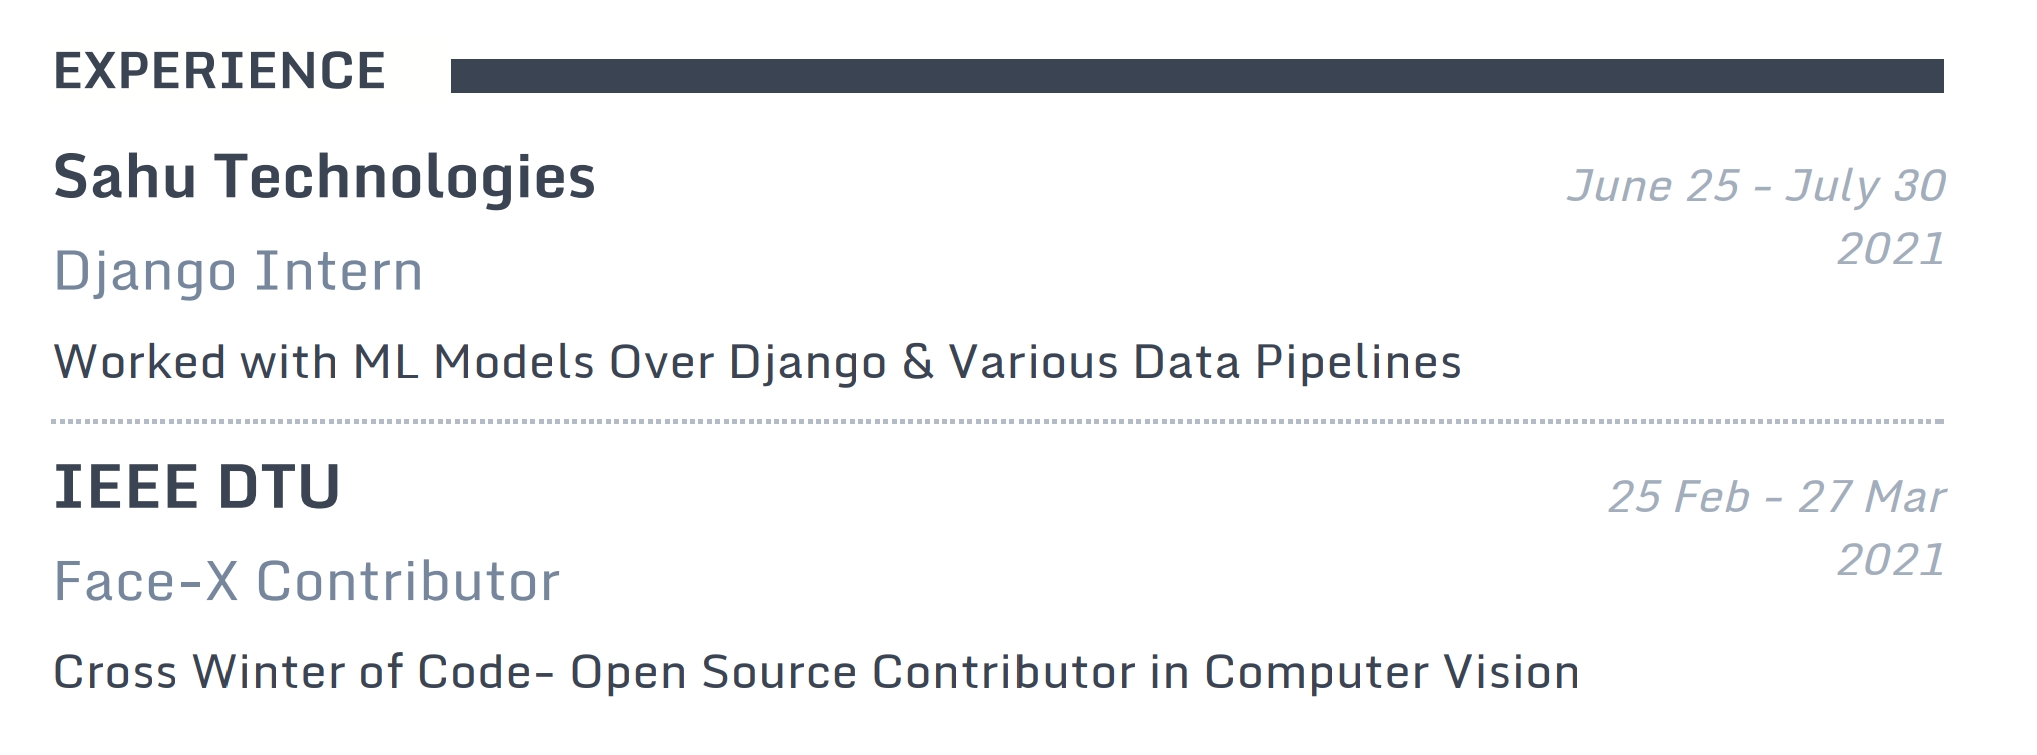 EXPERIENCE
Sahu Technologies
June 25 - July 30
2021
Django Intern
Worked with ML Models Over Django & Various Data Pipelines
IEEE DTU
25 Feb - 27 Mar
2021
Face-X Contributor
Cross Winter of Code- Open Source Contributor in Computer Vision